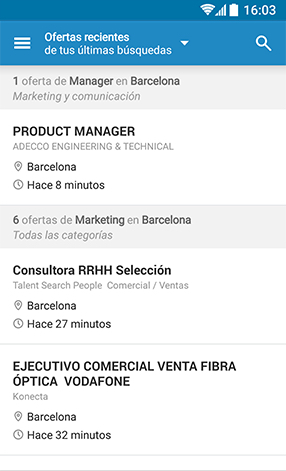 16:03
Ofertas recientes
de tus últimas búsquedas
1 oferta de Manager en Barcelona
Marketing y comunicación
PRODUCT MANAGER
ADECCO ENGINEERING & TECHNICAL
Barcelona
Hace 8 minutos
6 ofertas de Marketing en Barcelona
Todas las categorías
Consultora RRHH Selección
Talent Search People Comercial / Ventas
Barcelona
Hace 27 minutos
EJECUTIVO COMERCIAL VENTA FIBRA
ÓPTICA VODAFONE
Konecta
Barcelona
Hace 32 minutos